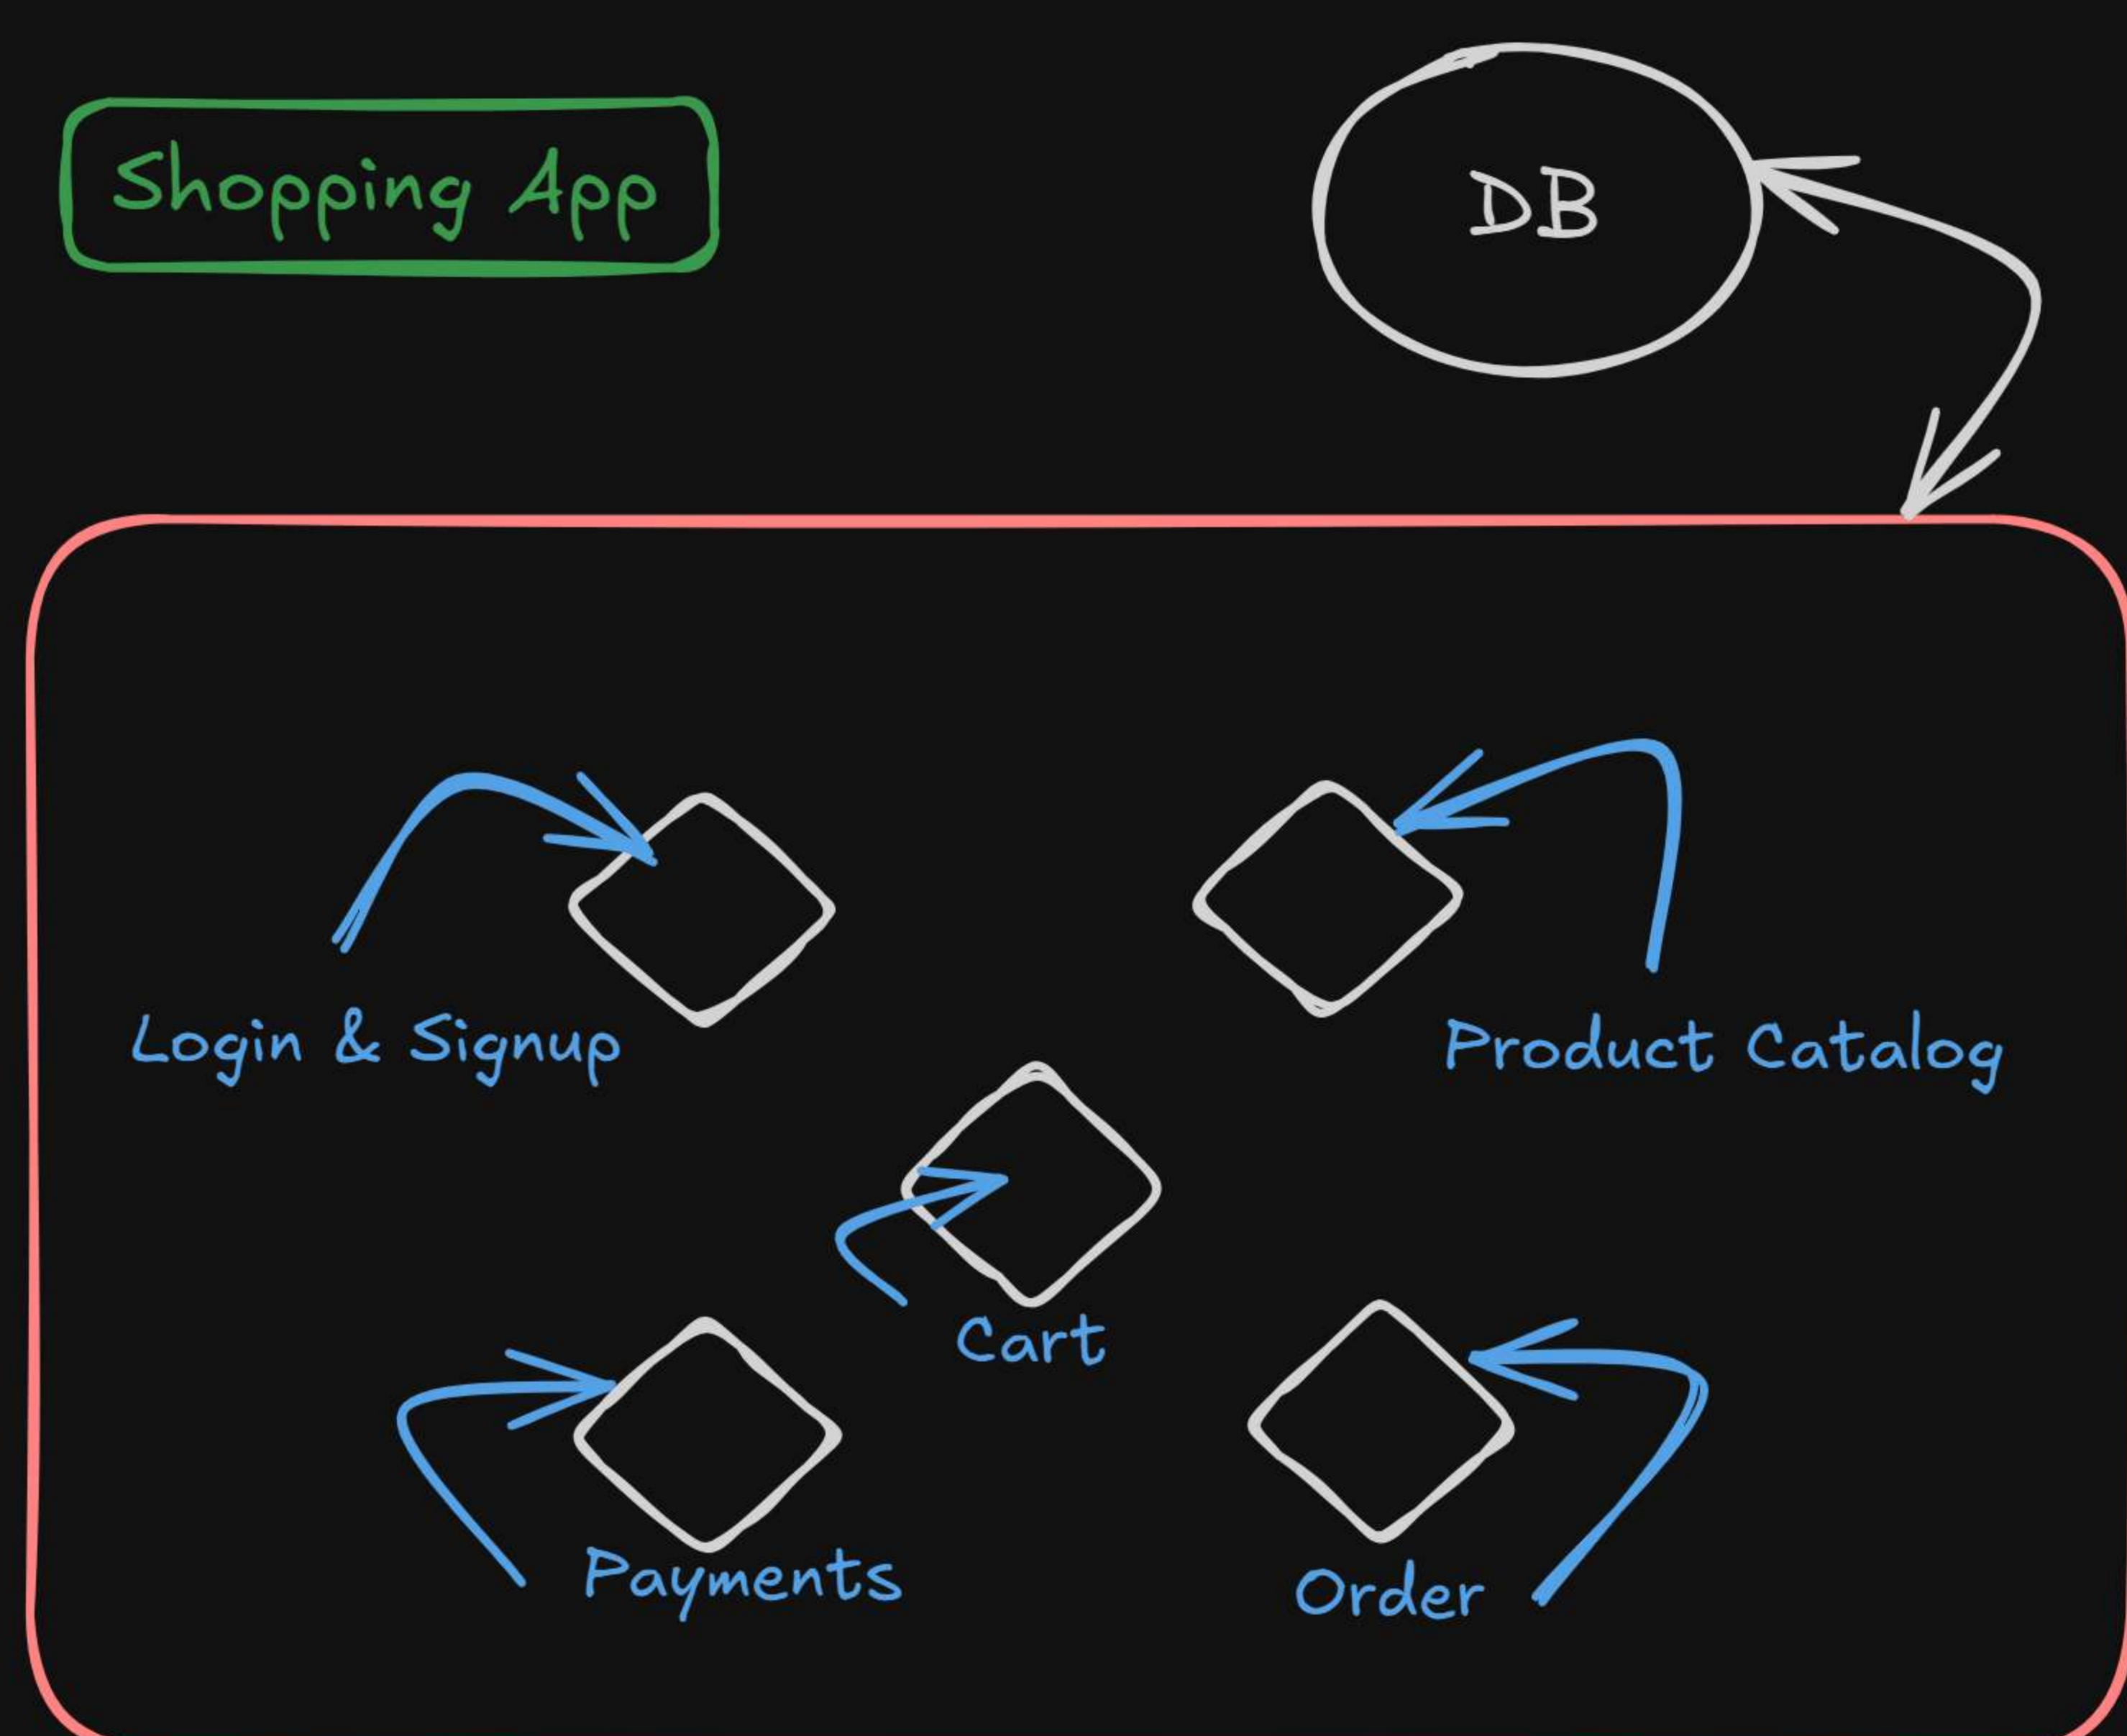 Shopping App
DB
Login & Signup
Product Catalog
Cart
Payments
Order